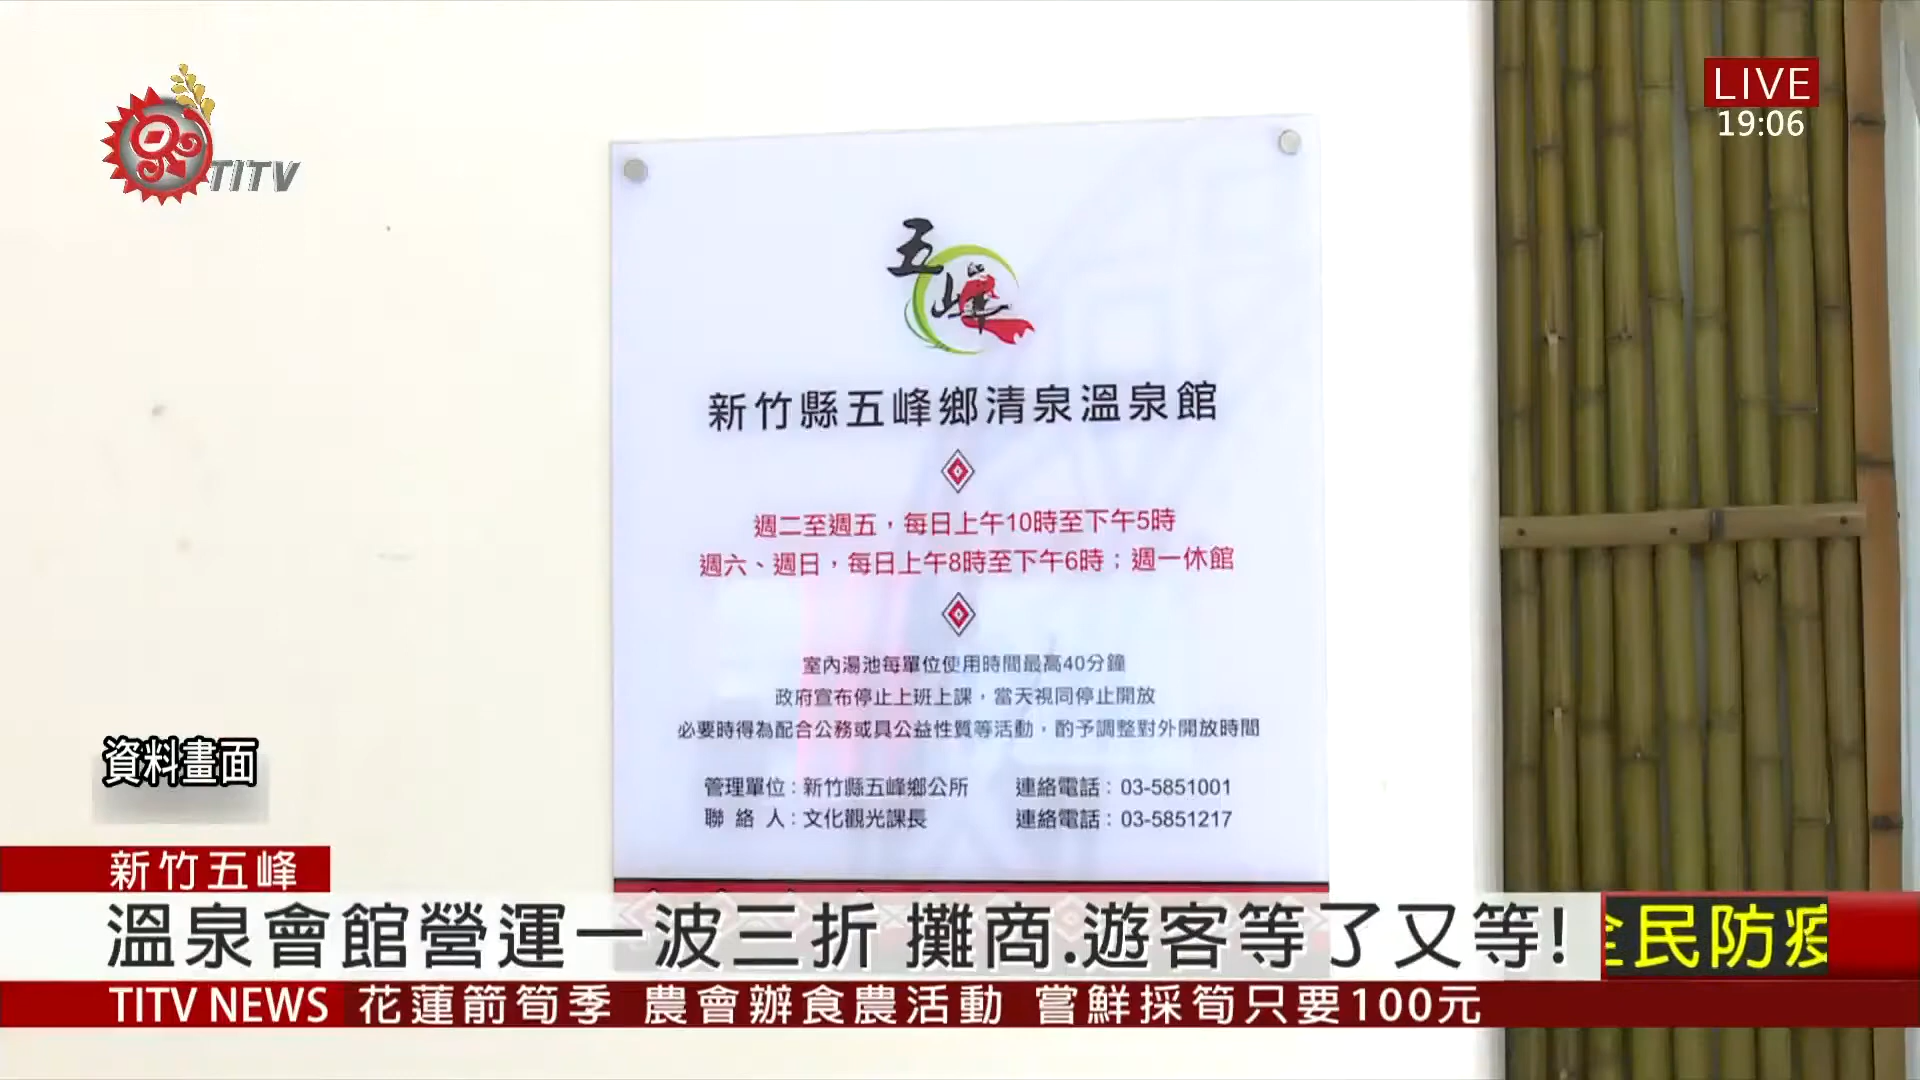 TITV
LIVE
19:06
五峰
新竹縣五峰鄉清泉溫泉館
週二至週五，每日上午10時至下午5時
週六、週日，每日上午8時至下午6時；週一休館
室內湯池每單位使用時間最高40分鐘
政府宣布停止上班上課，當天視同停止開放
必要時得為配合公務或具公益性質等活動，酌予調整對外開放時間
管理單位：新竹縣五峰鄉公所 連絡電話：03-5851001
聯絡人：文化觀光課長 連絡電話：03-5851217
資料畫面
新竹五峰
溫泉會館營運一波三折 攤商.遊客等了又等!
全民防疫
TITV NEWS 花蓮箭筍季 農會辦食農活動 嘗鮮採筍只要100元